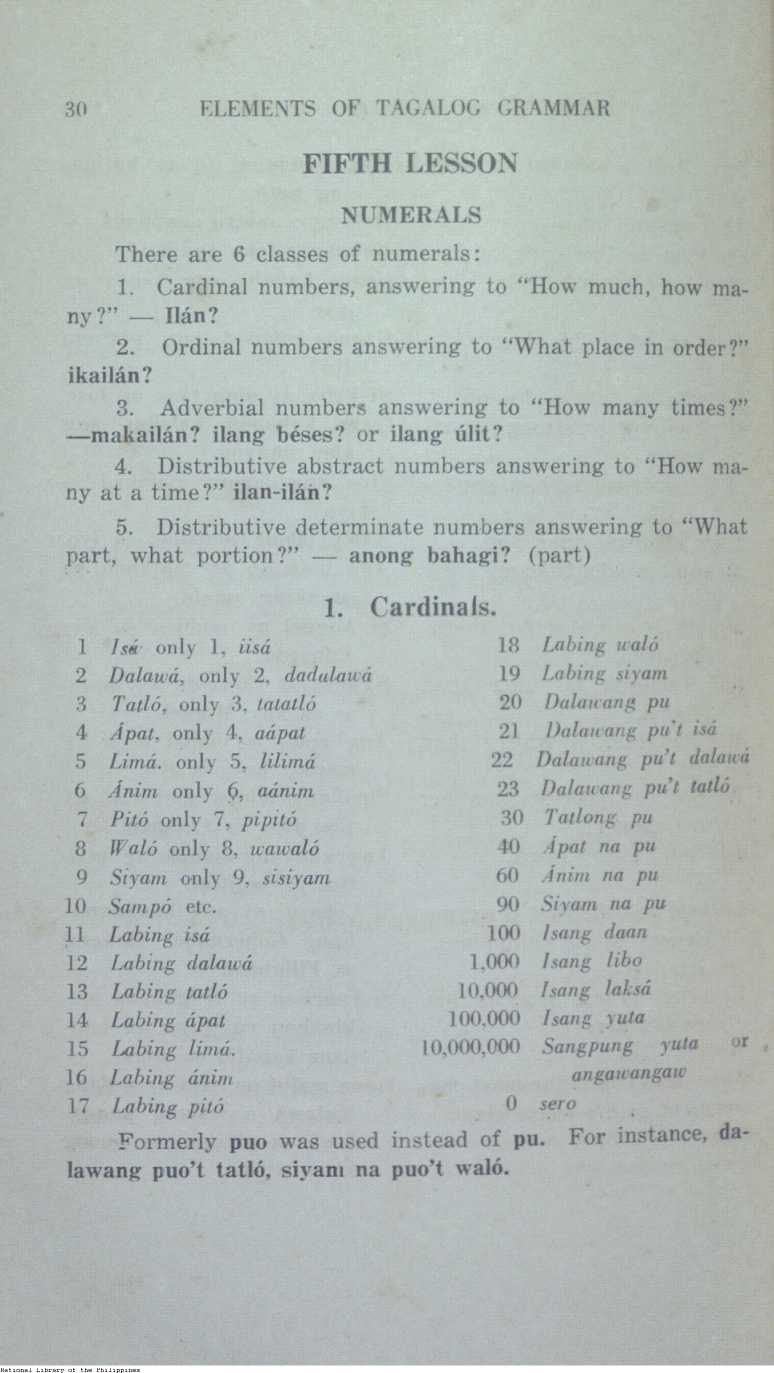 30 ELEMENTS OF TAGALOG GRAMMAR
FIFTH LESSON
NUMERALS
There are 6 classes of numerals:
1. Cardinal numbers, answering to “How much, how ma-
ny?” — Ilán?
2. Ordinal numbers answering to “What place in order?”
ikailán?
3. Adverbial numbers answering to “How many times?”
—makailán? ilang béses? or ilang úlit?
4. Distributive abstract numbers answering to “How ma-
ny at a time?” ilan-ilán?
5. Distributive determinate numbers answering to “What
part, what portion?” — anong bahagi? (part)
1. Cardinals.
1 Isá only 1, iisá
2 Dalawá, only 2, dadalawá
3 Tatló, only 3, tatatló
4 Ápat, only 4, aápat
5 Limá. only 5, lilimá
6 Ánim only 6, aánim
7 Pitó only 7, pipitó
8 Waló only 8, wawaló
9 Siyam only 9, sisiyam
10 Sampó etc.
11 Labing isá
12 Labing dalawá
13 Labing tatló
14 Labing ápat
15 Labing limá.
16 Labing ánim
17 Labing pitó
18 Labing waló
19 Labing siyam
20 Dalawang pu
21 Dalawang pu’t isá
22 Dalawang pu’t dalawá
23 Dalawang pu’t tatló
30 Tatlong pu
40 Ápat na pu
60 Ánim na pu
90 Siyam na pu
100 Isang daan
1,000 Isang libo
10,000 Isang laksá
100,000 Isang yuta
10,000,000 Sangpung yuta or
angawangaw
0 sero
Formerly puo was used instead of pu. For instance, da-
lawang puo’t tatló, siyam na puo’t waló.
National Library of the Philippines